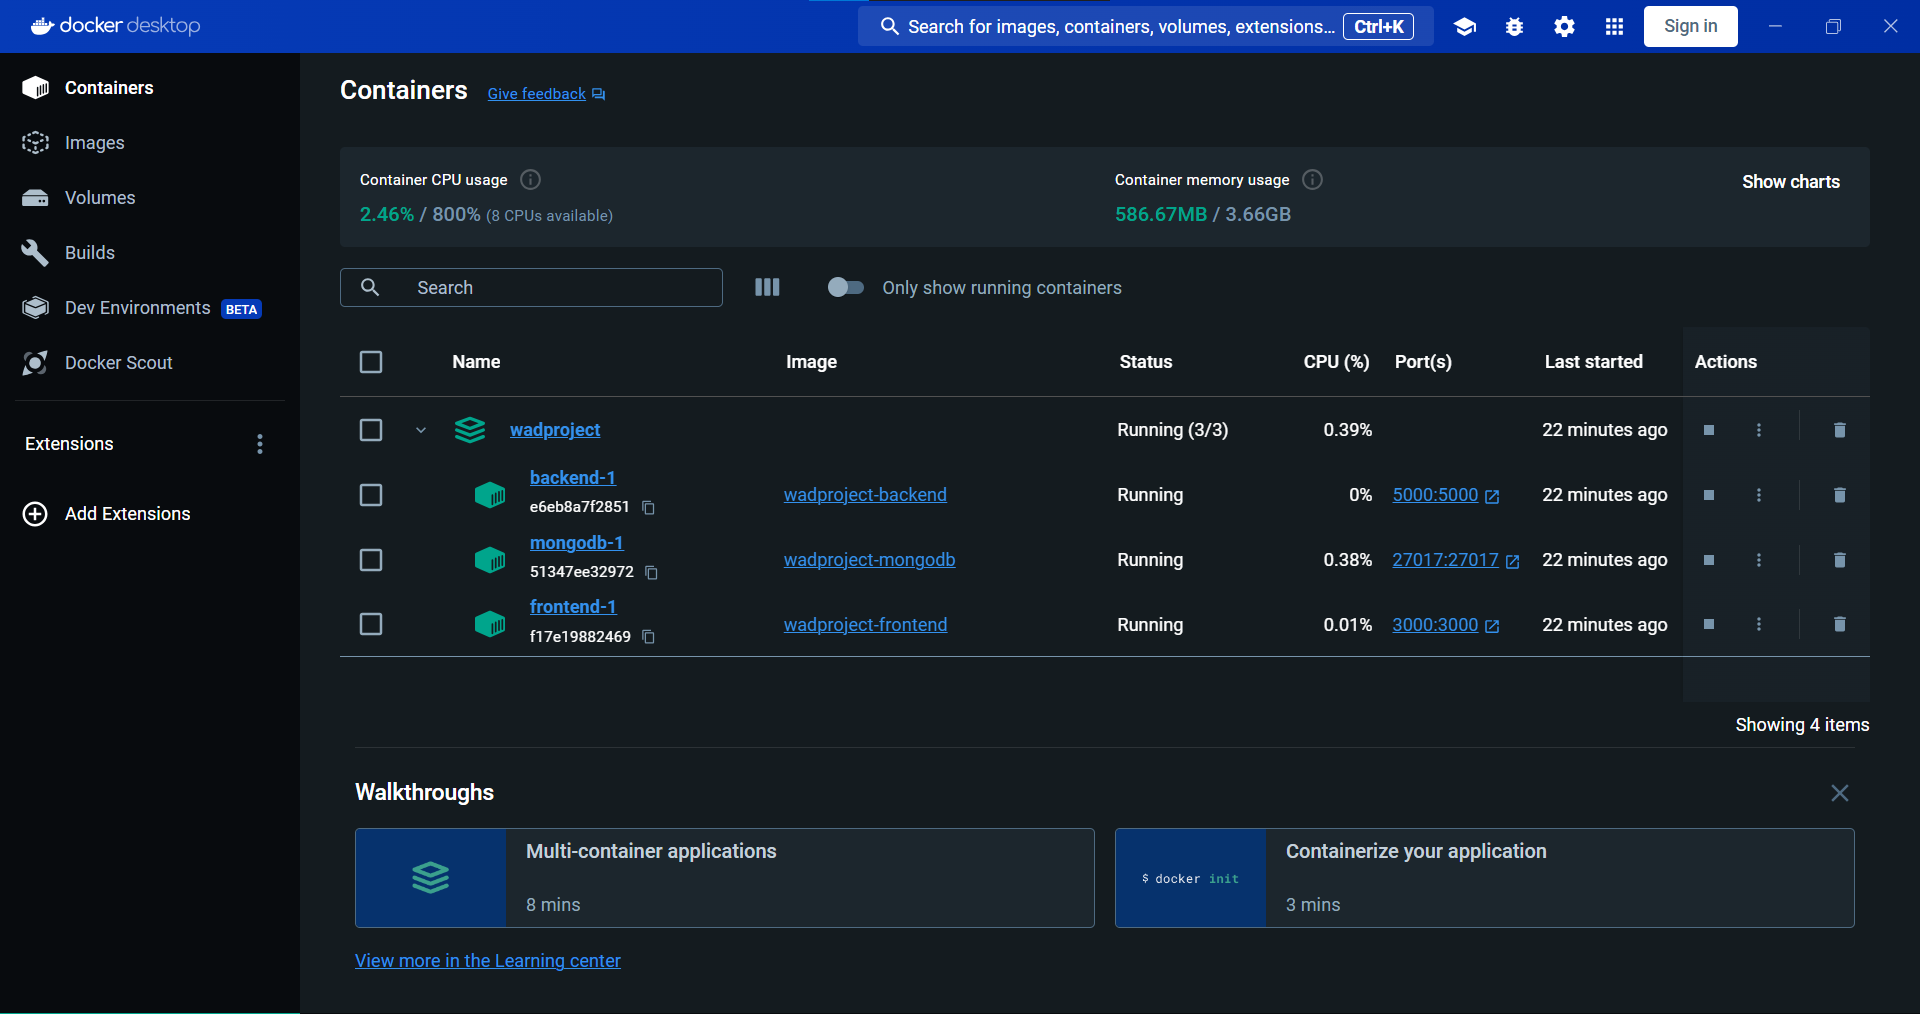 docker desktop
Search for images, containers, volumes, extensions... Ctrl+K
Sign in
Containers
Images
Volumes
Builds
Dev Environments BETA
Docker Scout
Extensions
Add Extensions
Containers Give feedback
Container CPU usage
2.46% / 800% (8 CPUs available)
Container memory usage
586.67MB / 3.66GB
Show charts
Search
Only show running containers
Name Image Status CPU (%) Port(s) Last started Actions
wadproject Running (3/3) 0.39% 22 minutes ago
backend-1
e6eb8a7f2851
wadproject-backend Running 0% 5000:5000 22 minutes ago
mongodb-1
51347ee32972
wadproject-mongodb Running 0.38% 27017:27017 22 minutes ago
frontend-1
f17e19882469
wadproject-frontend Running 0.01% 3000:3000 22 minutes ago
Showing 4 items
Walkthroughs
Multi-container applications
8 mins
$ docker init
Containerize your application
3 mins
View more in the Learning center